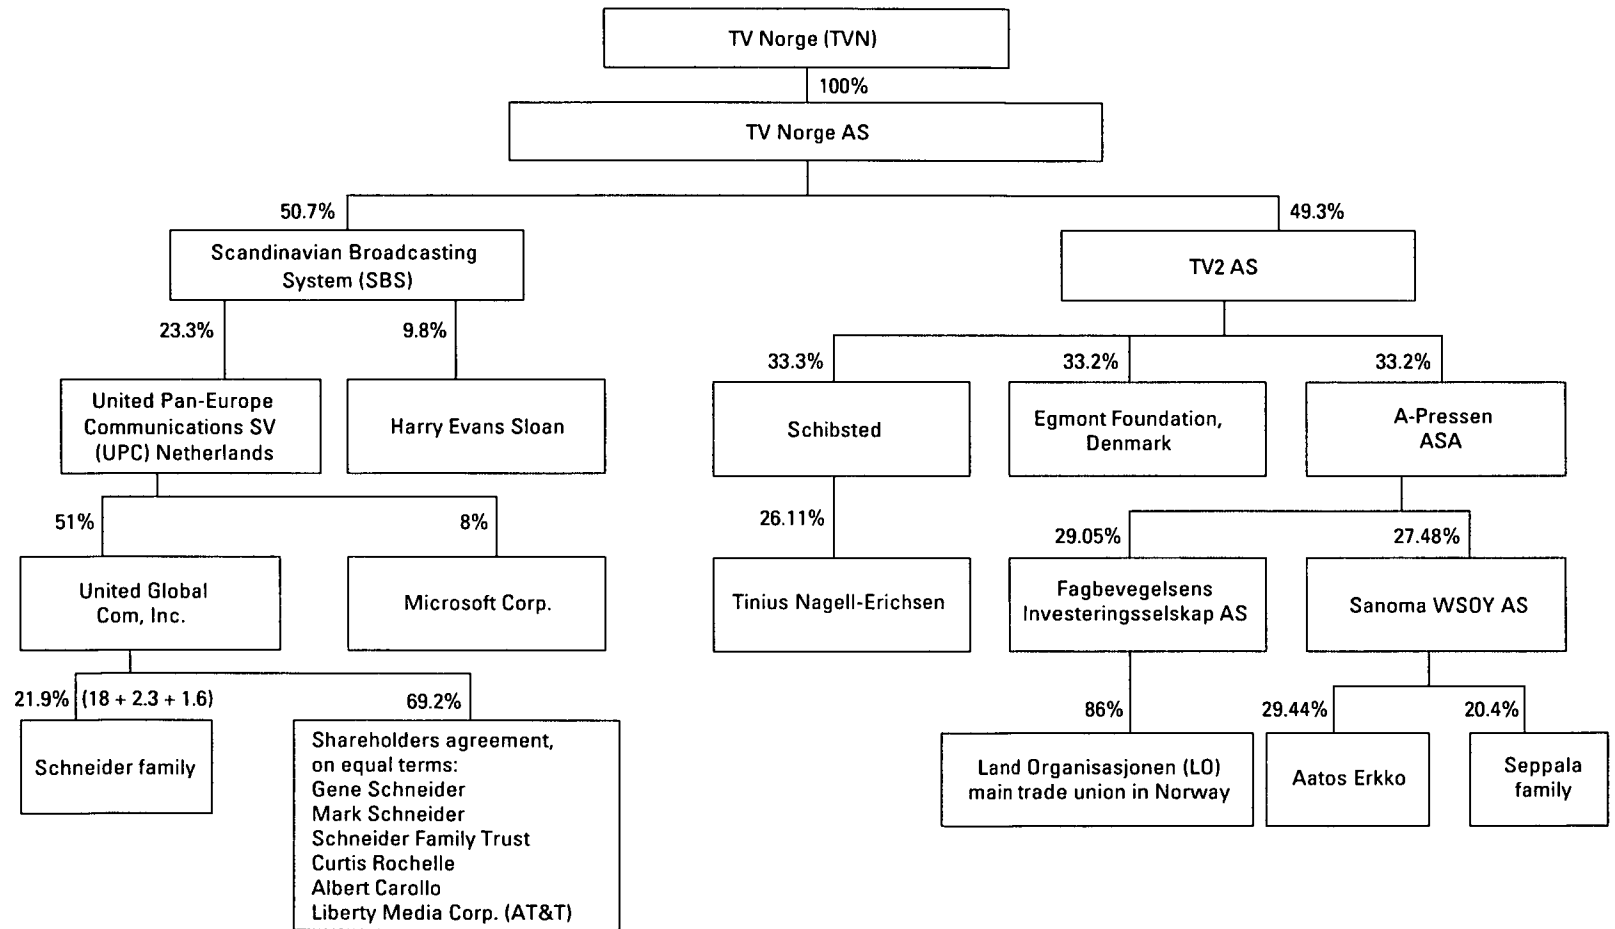 TV Norge (TVN)
100%
TV Norge AS
50.7%
49.3%
Scandinavian Broadcasting
System (SBS)
TV2 AS
23.3%
9.8%
33.3%
33.2%
33.2%
United Pan-Europe
Communications SV
(UPC) Netherlands
Harry Evans Sloan
Schibsted
Egmont Foundation,
Denmark
A-Pressen
ASA
51%
8%
26.11%
29.05%
27.48%
United Global
Com, Inc.
Microsoft Corp.
Tinius Nagell-Erichsen
Fagbevegelsens
Investeringsselskap AS
Sanoma WSOY AS
21.9% (18 + 2.3 + 1.6)
69.2%
86%
29.44%
20.4%
Schneider family
Shareholders agreement,
on equal terms:
Gene Schneider
Mark Schneider
Schneider Family Trust
Curtis Rochelle
Albert Carollo
Liberty Media Corp. (AT&T)
Land Organisasjonen (LO)
main trade union in Norway
Aatos Erkko
Seppala
family